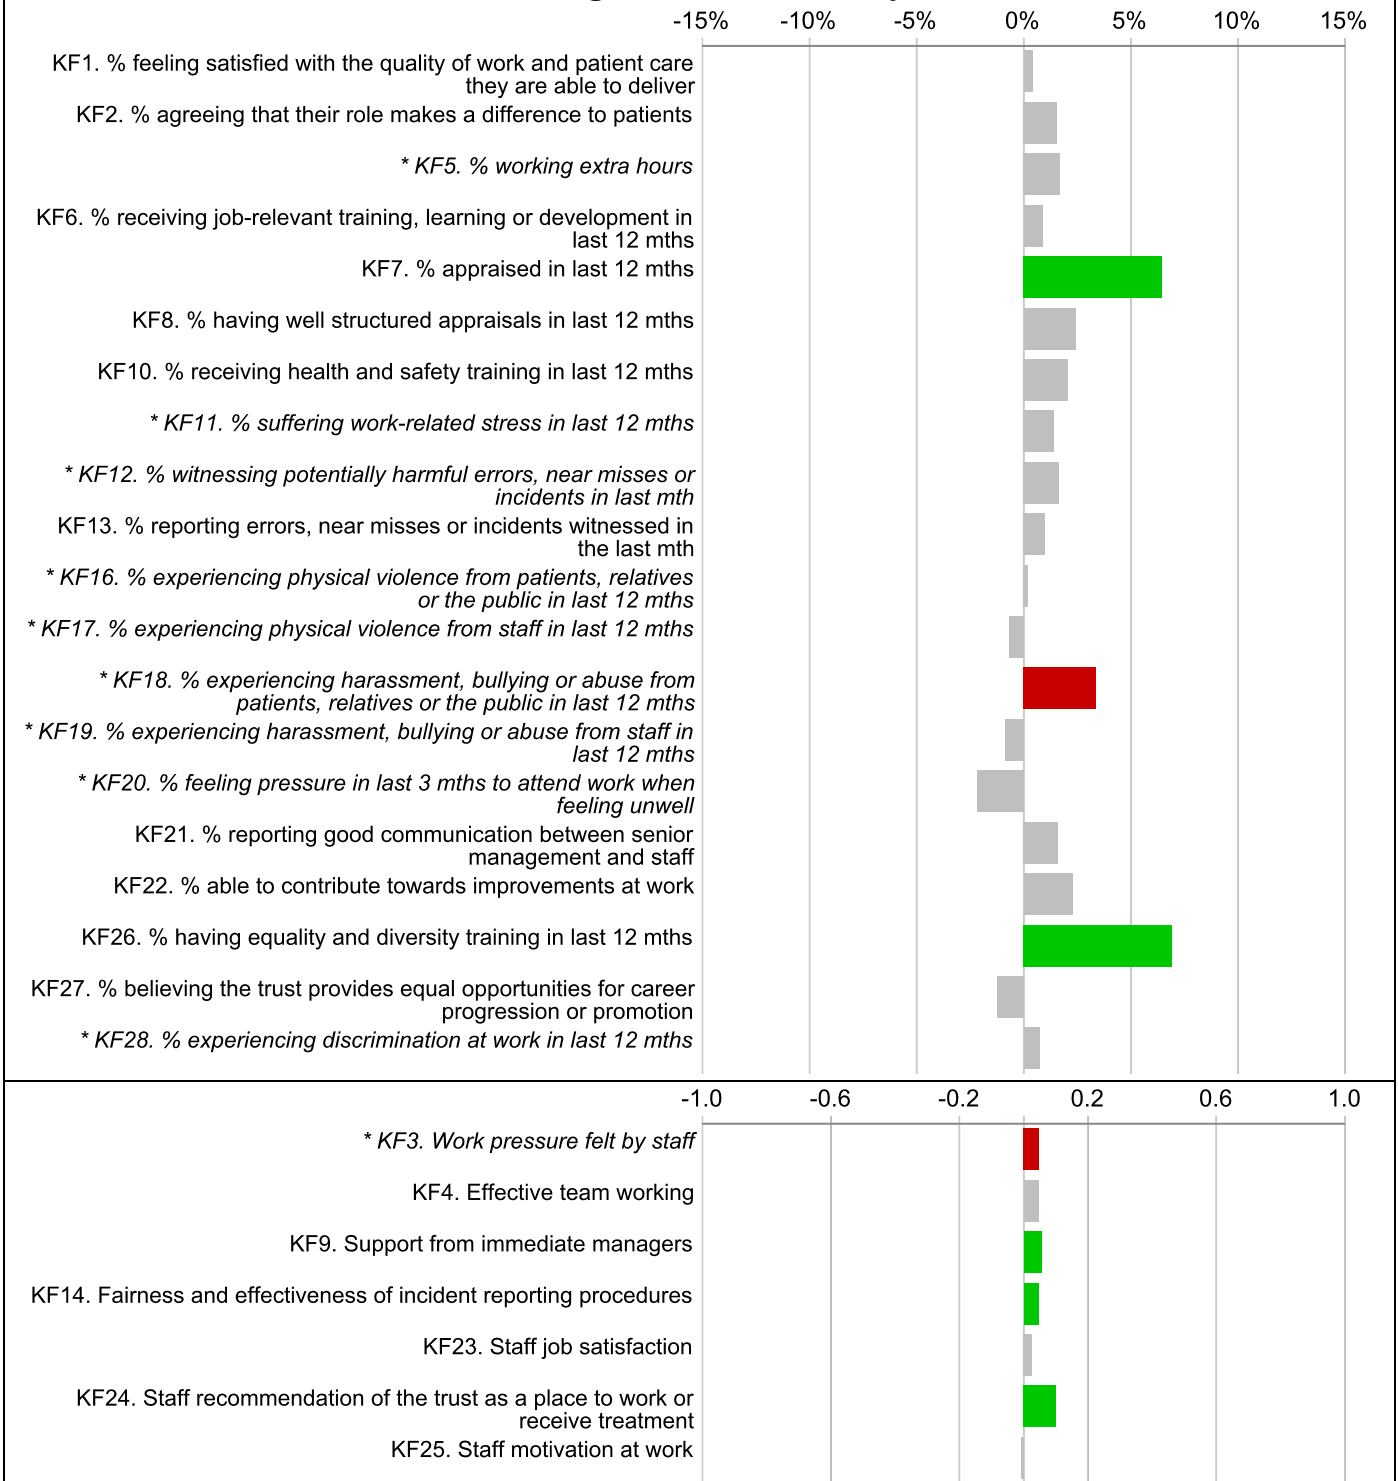 -15% -10% -5% 0% 5% 10% 15%
KF1. % feeling satisfied with the quality of work and patient care
they are able to deliver
KF2. % agreeing that their role makes a difference to patients
* KF5. % working extra hours
KF6. % receiving job-relevant training, learning or development in
last 12 mths
KF7. % appraised in last 12 mths
KF8. % having well structured appraisals in last 12 mths
KF10. % receiving health and safety training in last 12 mths
* KF11. % suffering work-related stress in last 12 mths
* KF12. % witnessing potentially harmful errors, near misses or
incidents in last mth
KF13. % reporting errors, near misses or incidents witnessed in
the last mth
* KF16. % experiencing physical violence from patients, relatives
or the public in last 12 mths
* KF17. % experiencing physical violence from staff in last 12 mths
* KF18. % experiencing harassment, bullying or abuse from
patients, relatives or the public in last 12 mths
* KF19. % experiencing harassment, bullying or abuse from staff in
last 12 mths
* KF20. % feeling pressure in last 3 mths to attend work when
feeling unwell
KF21. % reporting good communication between senior
management and staff
KF22. % able to contribute towards improvements at work
KF26. % having equality and diversity training in last 12 mths
KF27. % believing the trust provides equal opportunities for career
progression or promotion
* KF28. % experiencing discrimination at work in last 12 mths
-1.0 -0.6 -0.2 0.2 0.6 1.0
* KF3. Work pressure felt by staff
KF4. Effective team working
KF9. Support from immediate managers
KF14. Fairness and effectiveness of incident reporting procedures
KF23. Staff job satisfaction
KF24. Staff recommendation of the trust as a place to work or
receive treatment
KF25. Staff motivation at work